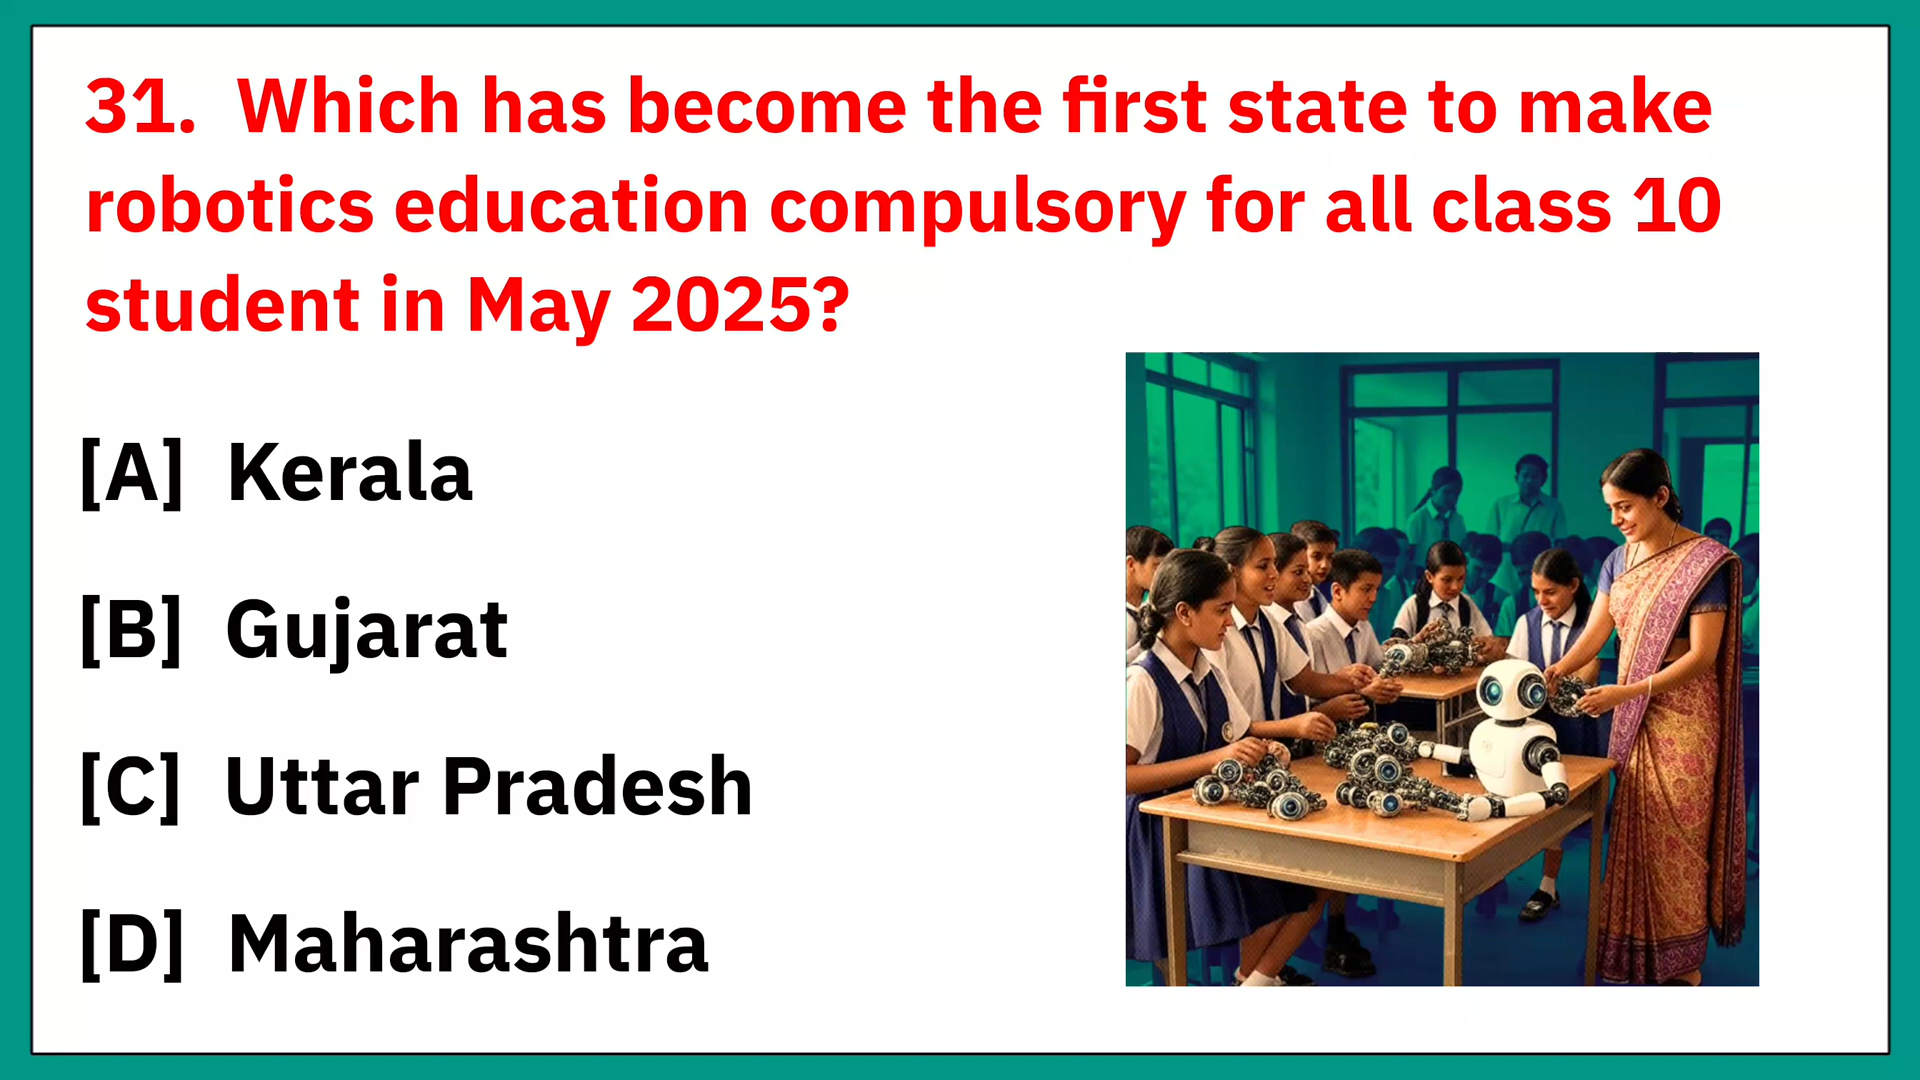 31. Which has become the first state to make
robotics education compulsory for all class 10
student in May 2025?
[A] Kerala
[B] Gujarat
[C] Uttar Pradesh
[D] Maharashtra